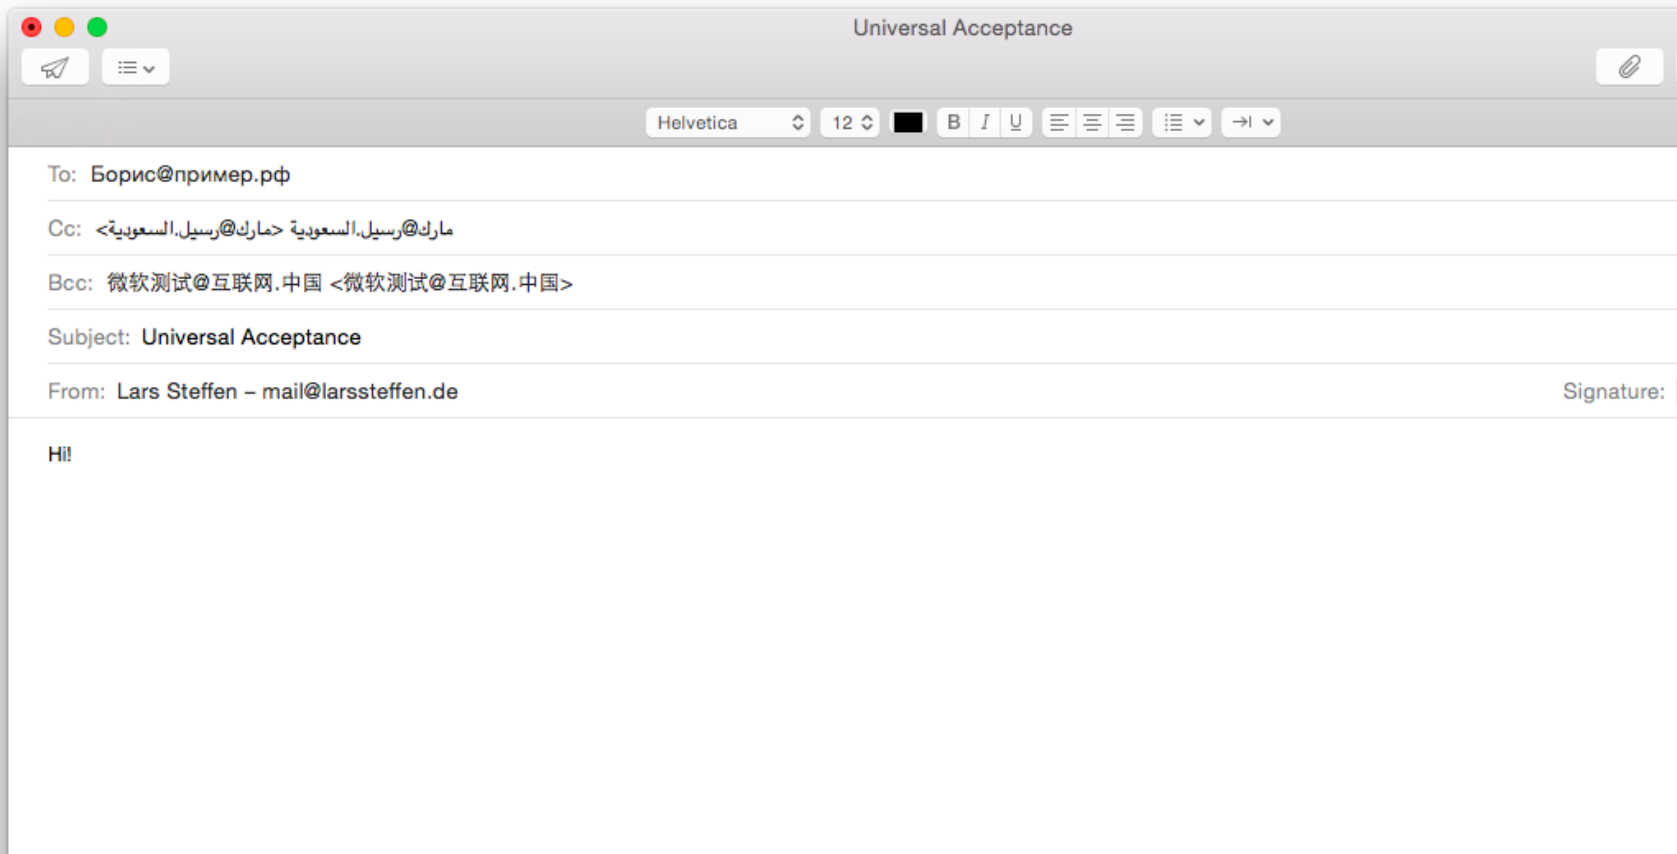 Universal Acceptance
Helvetica 12 B I U
To: Борис@пример.рф
Cc: مارك@رسيل.السعودية <مارك@رسيل.السعودية>
Bcc: 微软测试@互联网.中国 <微软测试@互联网.中国>
Subject: Universal Acceptance
From: Lars Steffen – mail@larssteffen.de Signature:
Hi!